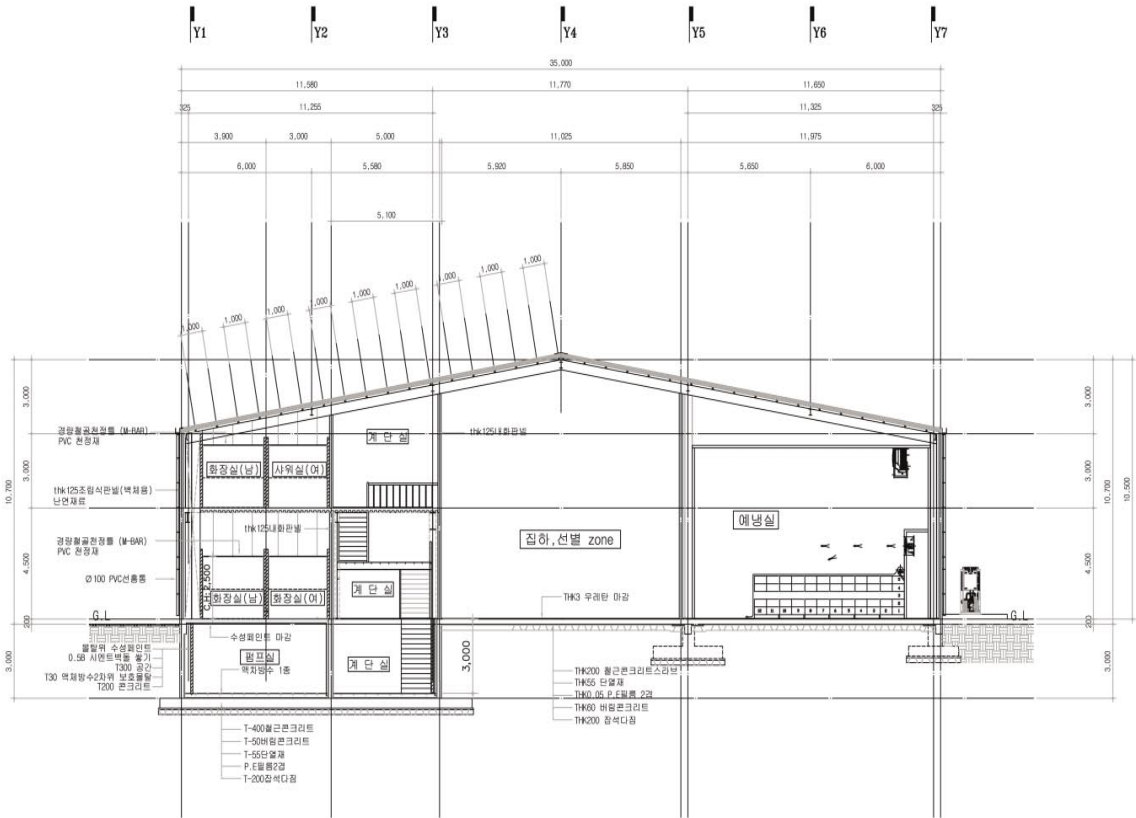 Y1 Y2 Y3 Y4 Y5 Y6 Y7
35,000
11,580 11,770 11,650
325 11,255 11,325 325
3,900 3,000 5,000 11,025 11,975
6,000 5,580 5,920 5,850 5,650 6,000
5,100
1,000 1,000 1,000 1,000 1,000 1,000 1,000 1,000 1,000
3,000 3,000
경량철골천정틀 (M-BAR)
PVC 천정재
계 단 실
thk125내화판넬
화장실(남) 샤워실(여)
3,000 3,000
10,700 10,700 10,500
thk125조립식판넬(벽체용)
난연재료
예냉실
thk125내화판넬
집하,선별 zone
경량철골천정틀 (M-BAR)
PVC 천정재
4,500 4,500
C.H:2,500
Ø100 PVC선홈통
계 단 실
화장실(남) 화장실(여)
THK3 우레탄 마감
G.L G.L
200 200
수성페인트 마감
몰탈위 수성페인트
0.5B 시멘트벽돌 쌓기
T300 공간
T30 액체방수2차위 보호몰탈
T200 콘크리트
펌프실
액차방수 1종
계 단 실
3,000
3,000 3,000
THK200 철근콘크리트스라브
THK55 단열재
THK0.05 P.E필름 2겹
THK60 버림콘크리트
THK200 잡석다짐
T-400철근콘크리트
T-50버림콘크리트
T-55단열재
P.E필름2겹
T-200잡석다짐